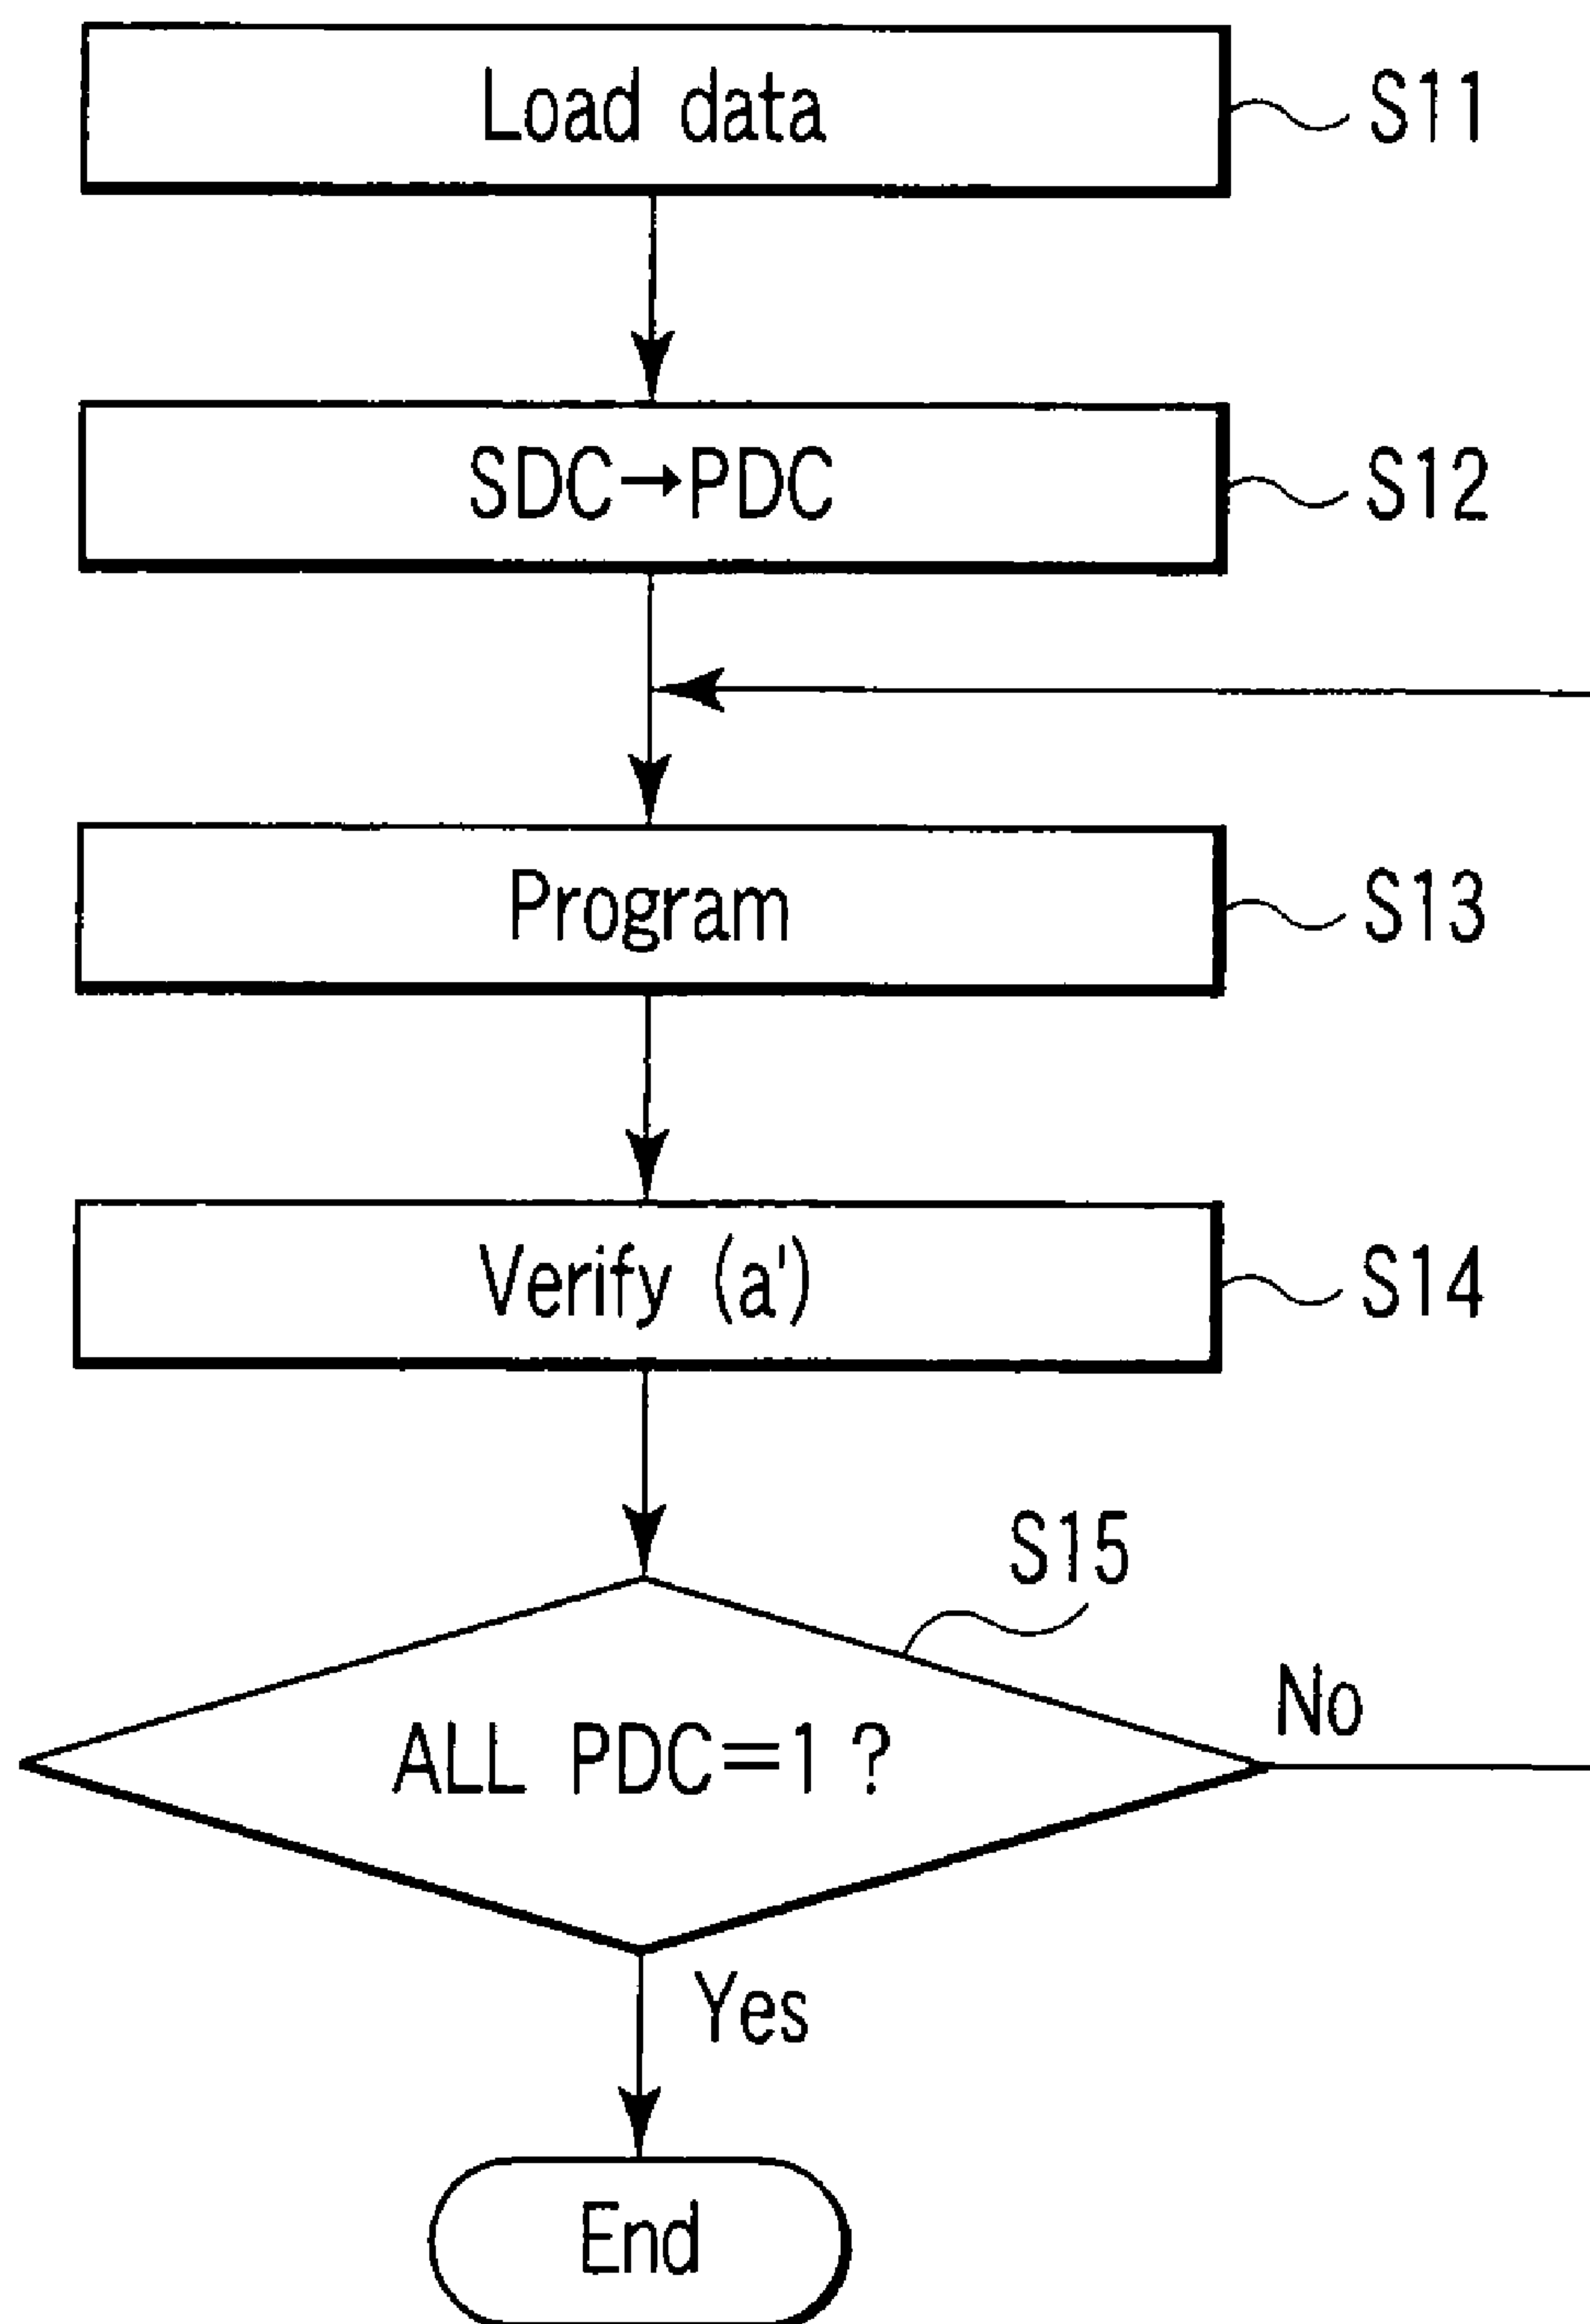 Load data S11
SDC→PDC S12
Program S13
Verify (a') S14
S15
No
ALL PDC=1 ?
Yes
End